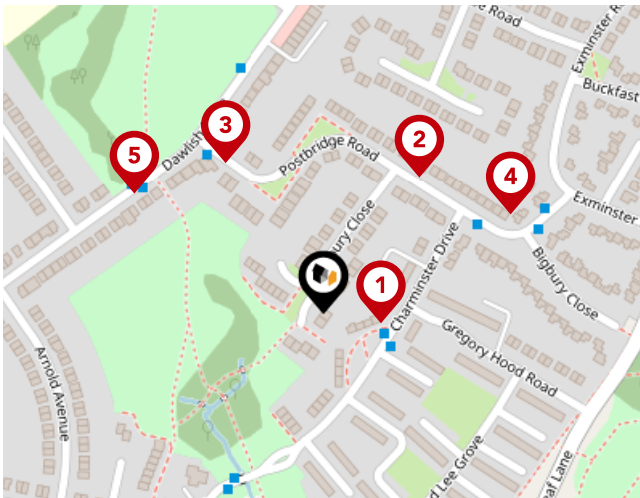 Road
Exminster R
Buckfast
Dawlish
3
5
2
Postbridge Road
4
Exminster
bury Close
Charminster Drive
Bigbury Close
1
Gregory Hood Road
Arnold Avenue
d Lee Grove
af Lane